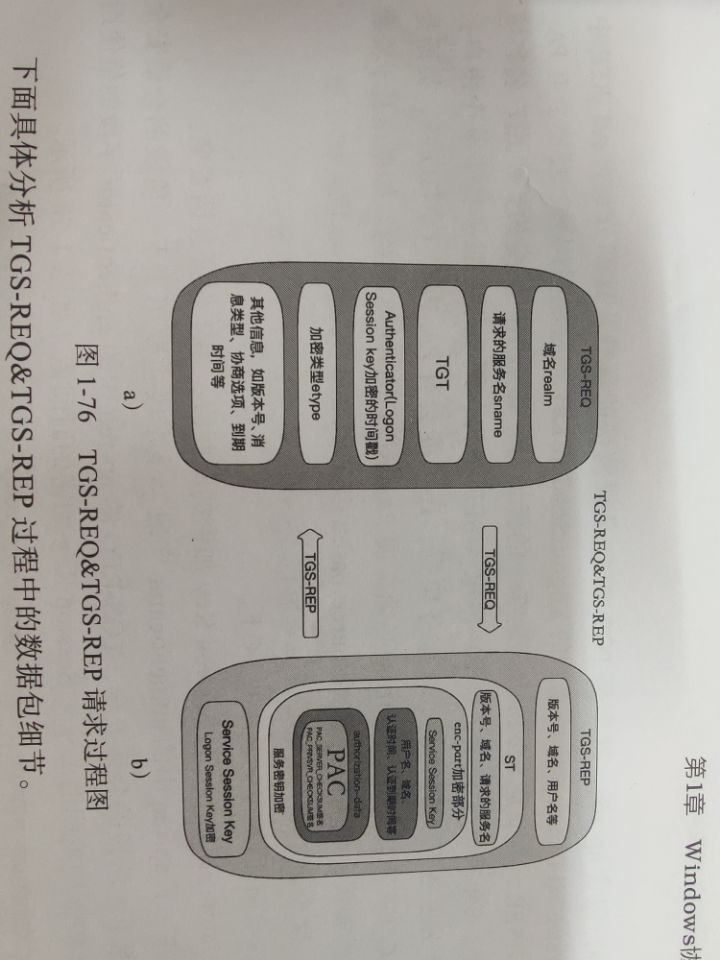 第1章 Windows协
TGS-REQ&TGS-REP
TGS-REQ
域名realm
请求的服务名sname
TGT
Authenticator(Logon
Session key加密的时间戳)
加密类型etype
其他信息，如版本号、消
息类型、协商选项、到期
时间等
TGS-REQ
TGS-REP
TGS-REP
版本号、域名、用户名等
ST
版本号、域名、请求的服务名
enc-part加密部分
Service Session Key
用户名、域名、
认证时间、认证到期时间等
authorization-data
PAC
PAC_SERVER_CHECKSUM签名
PAC_PRIVSVR_CHECKSUM签名
服务密钥加密
Service Session Key
Logon Session Key加密
a）
b）
图 1-76 TGS-REQ&TGS-REP 请求过程图
下面具体分析 TGS-REQ&TGS-REP 过程中的数据包细节。